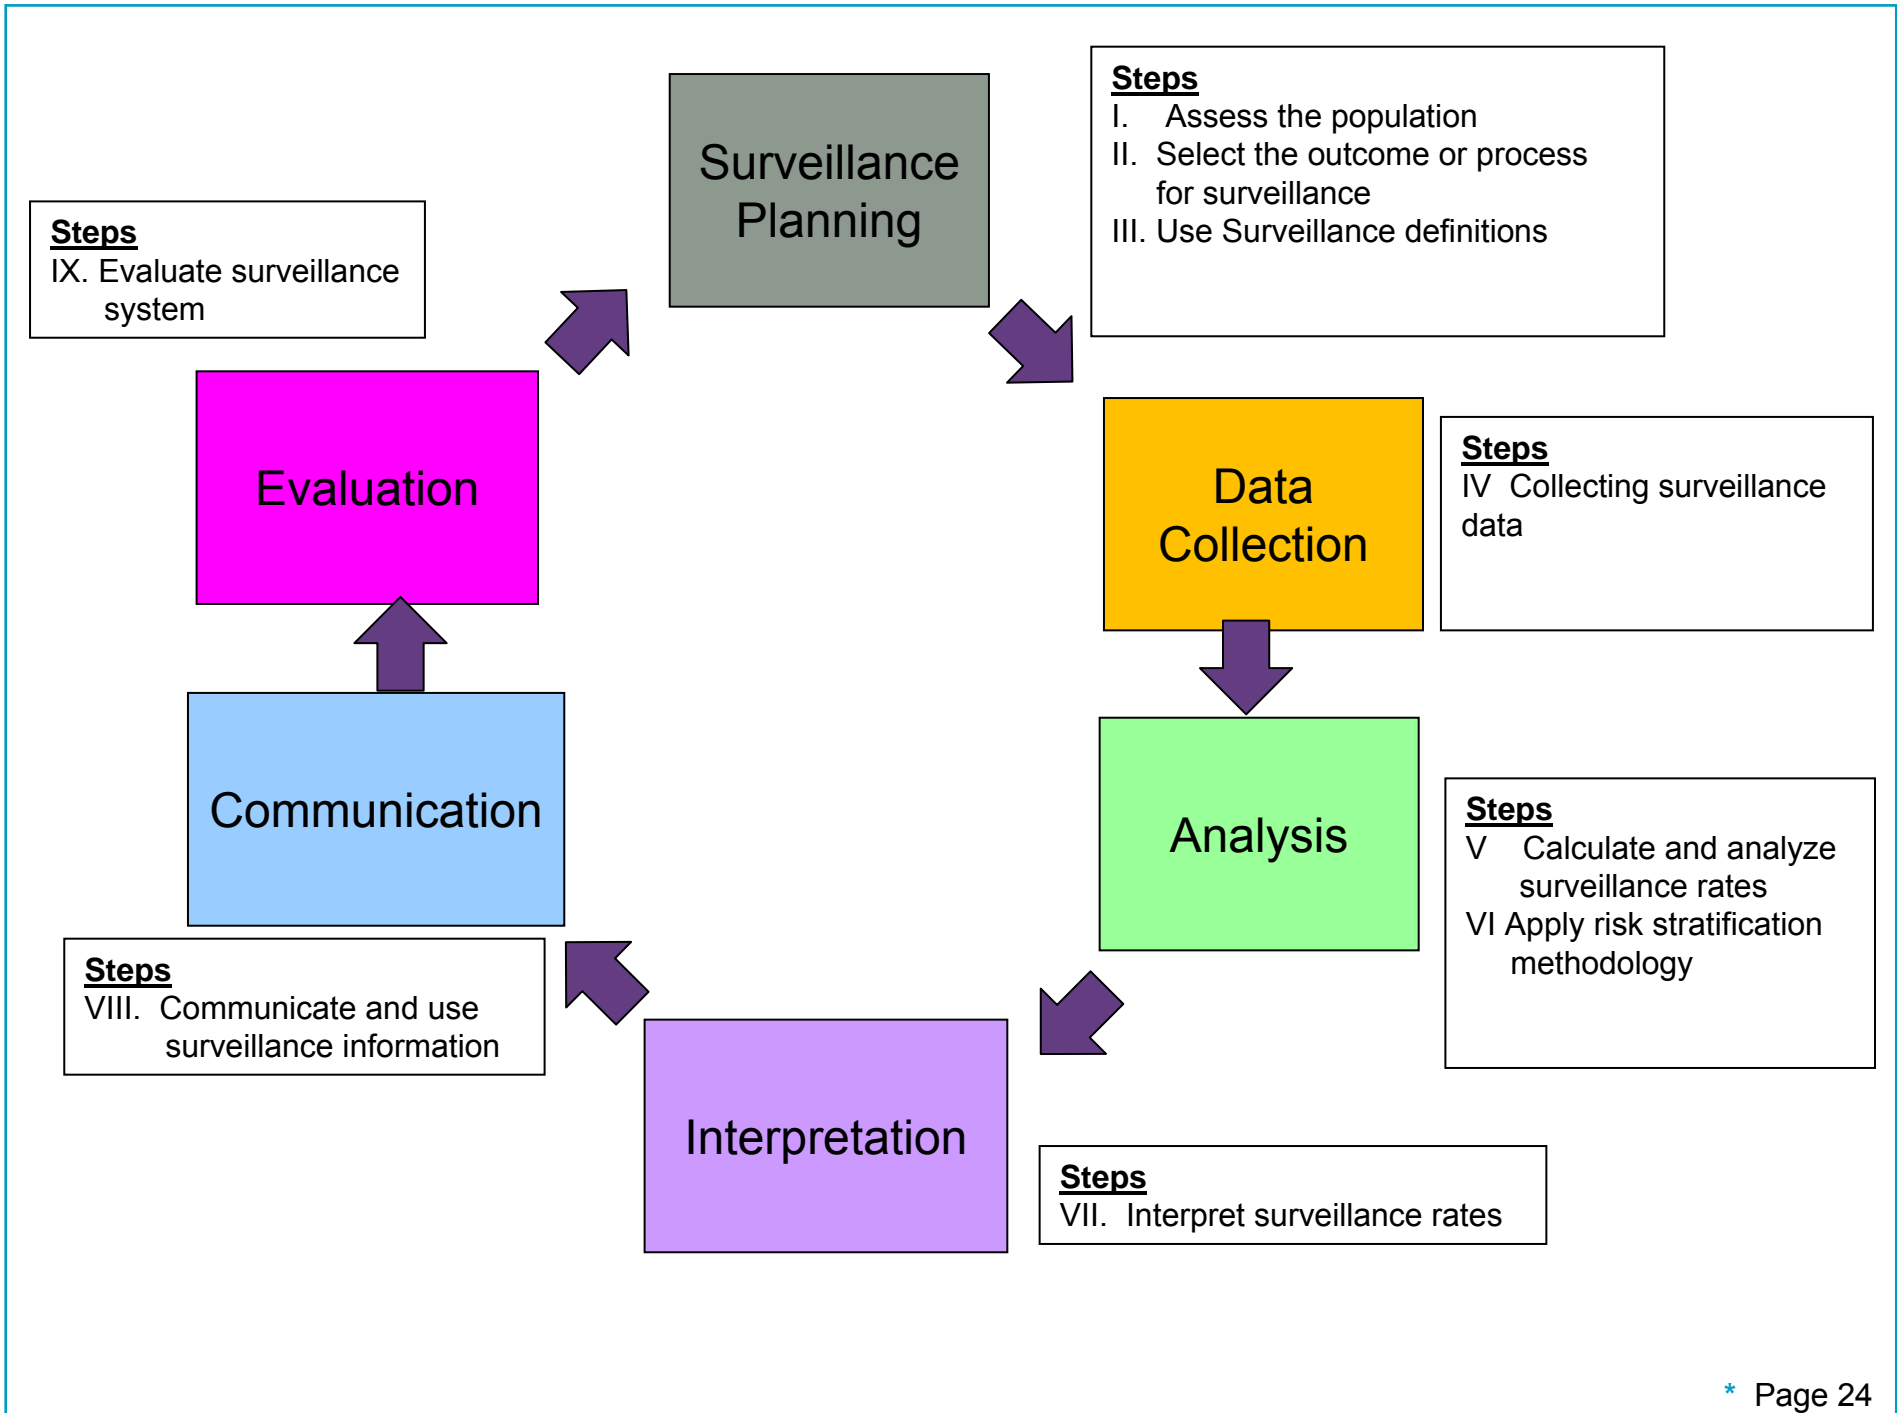 Surveillance
Planning
Steps
I. Assess the population
II. Select the outcome or process
for surveillance
III. Use Surveillance definitions
Data
Collection
Steps
IV Collecting surveillance
data
Analysis
Steps
V Calculate and analyze
surveillance rates
VI Apply risk stratification
methodology
Interpretation
Steps
VII. Interpret surveillance rates
Communication
Steps
VIII. Communicate and use
surveillance information
Evaluation
Steps
IX. Evaluate surveillance
system
* Page 24